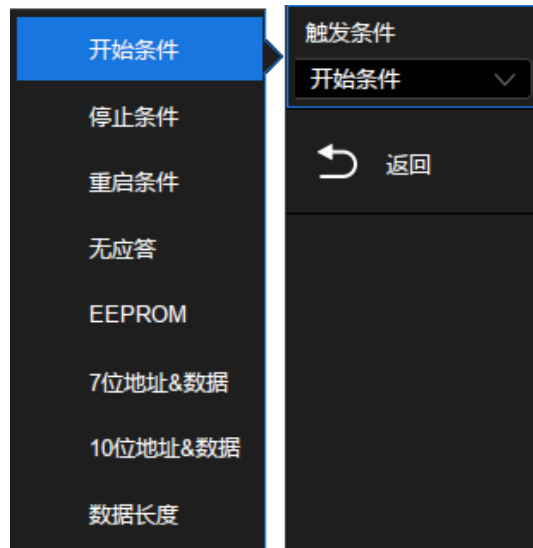 开始条件
停止条件
重启条件
无应答
EEPROM
7位地址&数据
10位地址&数据
数据长度
触发条件
开始条件
返回